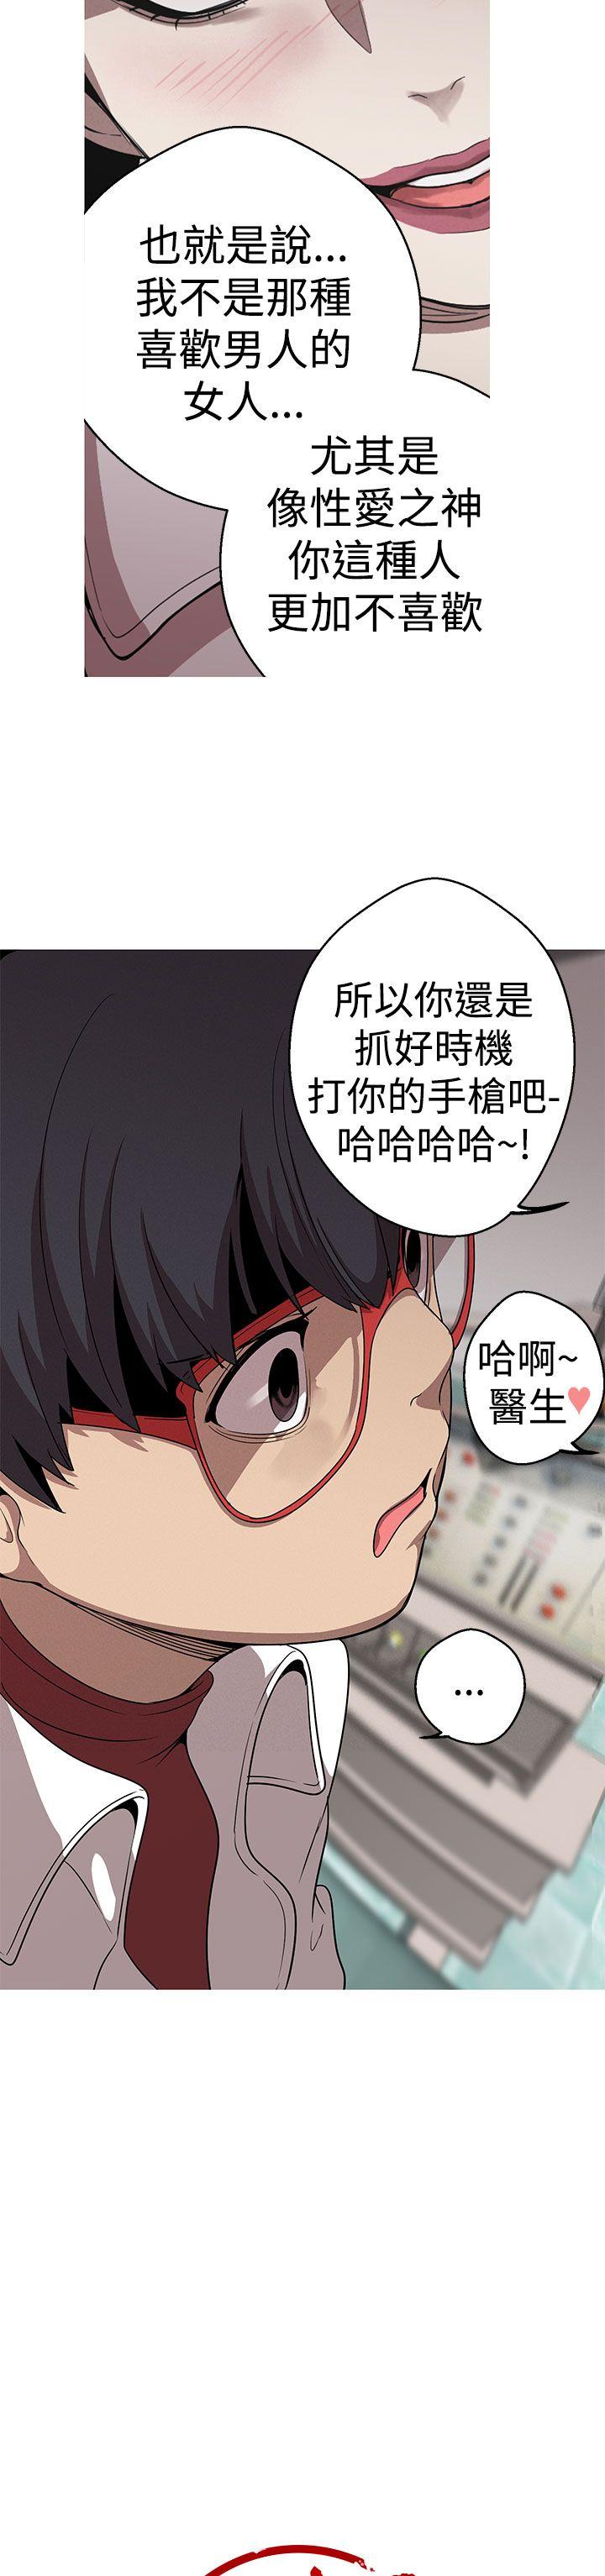 也就是說...
我不是那種
喜歡男人的
女人...
尤其是
像性愛之神
你這種人
更加不喜歡
所以你還是
抓好時機
打你的手槍吧-
哈哈哈哈~!
哈啊~
醫生♥
...